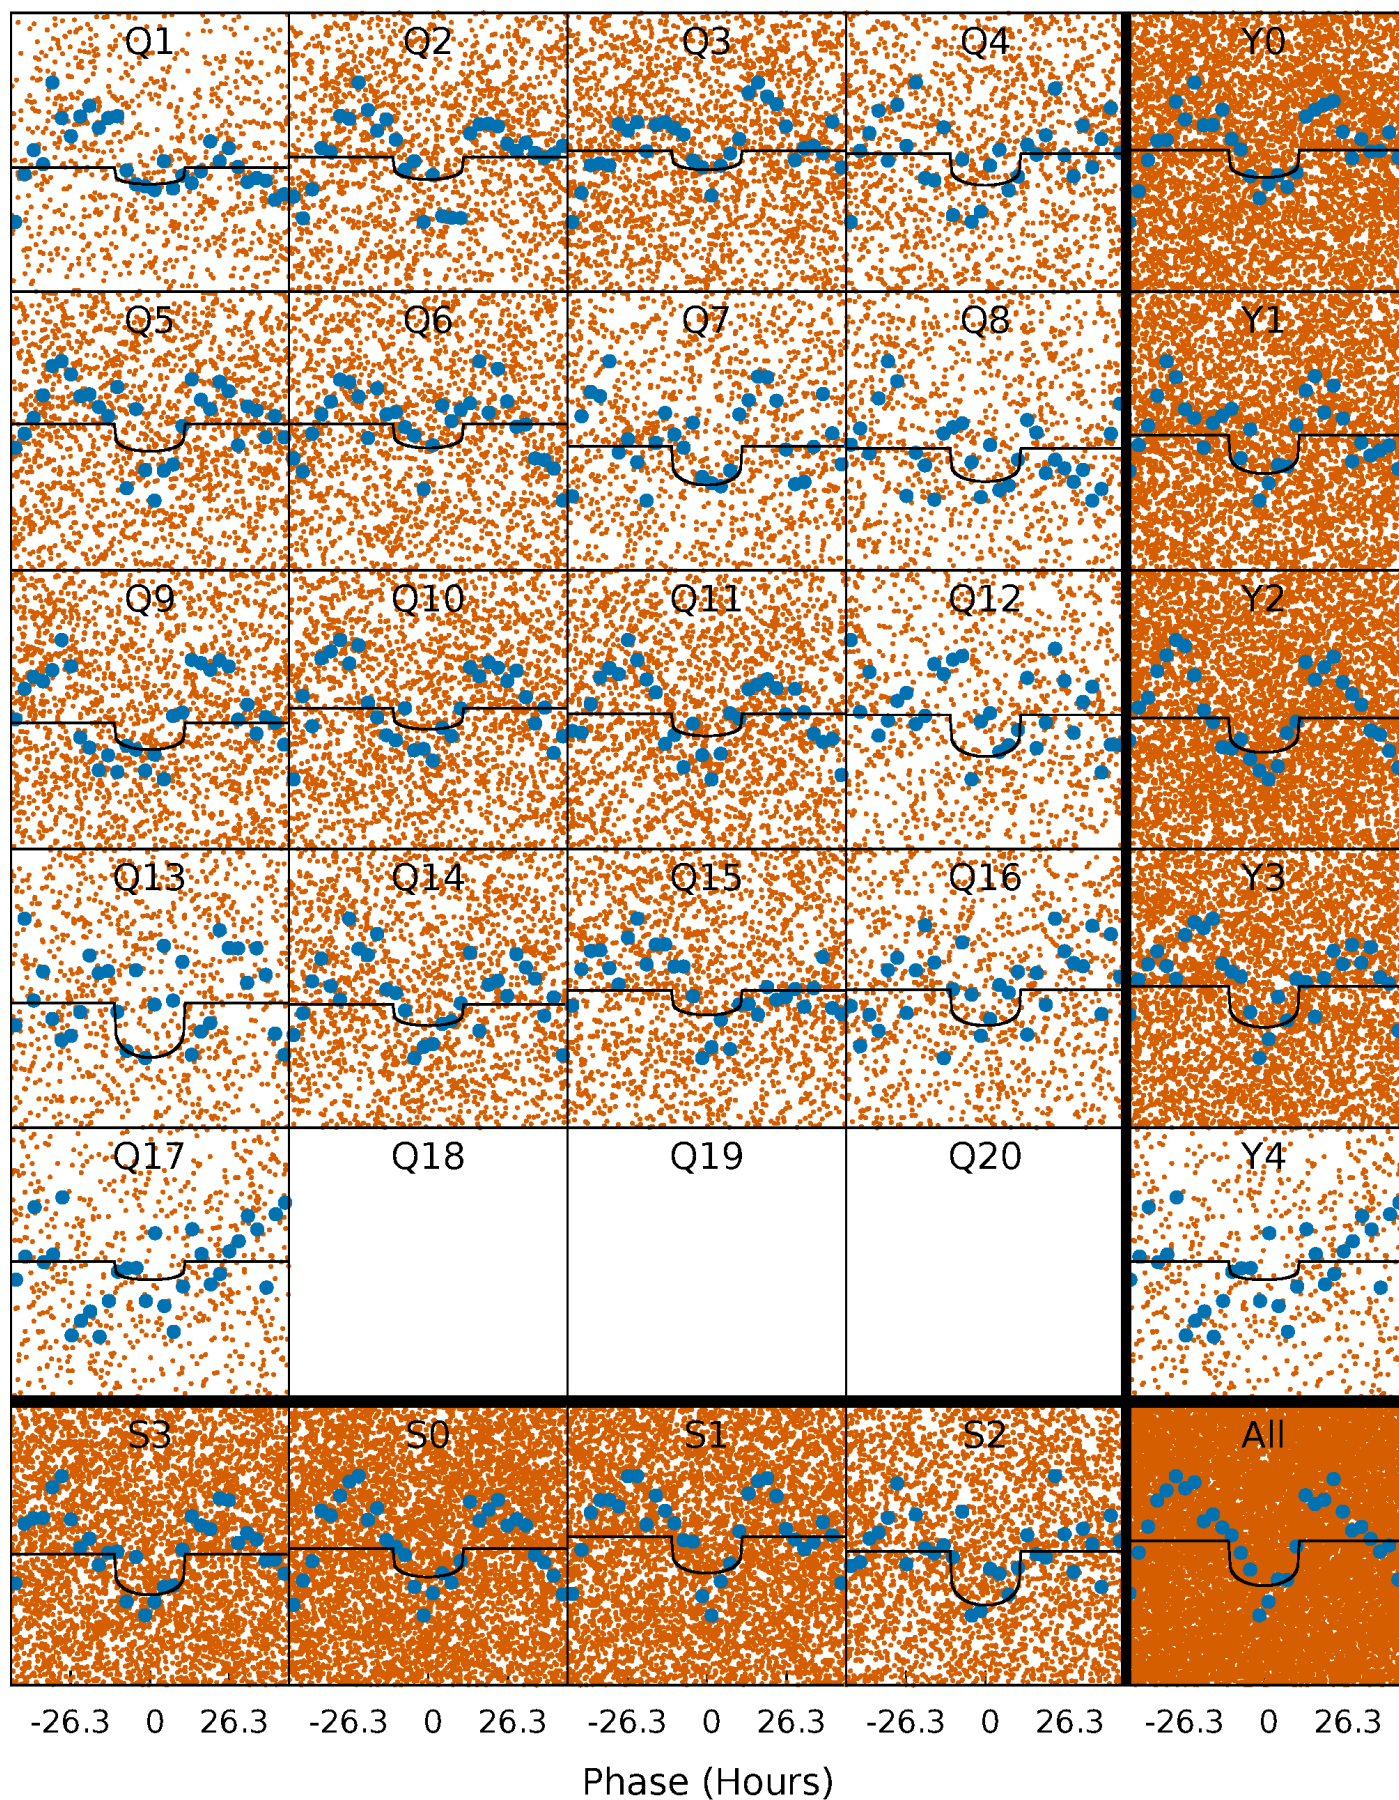 Q1 Q2 Q3 Q4 Y0
Q5 Q6 Q7 Q8 Y1
Q9 Q10 Q11 Q12 Y2
Q13 Q14 Q15 Q16 Y3
Q17 Q18 Q19 Q20 Y4
S3 S0 S1 S2 All
-26.3 0 26.3 -26.3 0 26.3 -26.3 0 26.3 -26.3 0 26.3 -26.3 0 26.3
Phase (Hours)